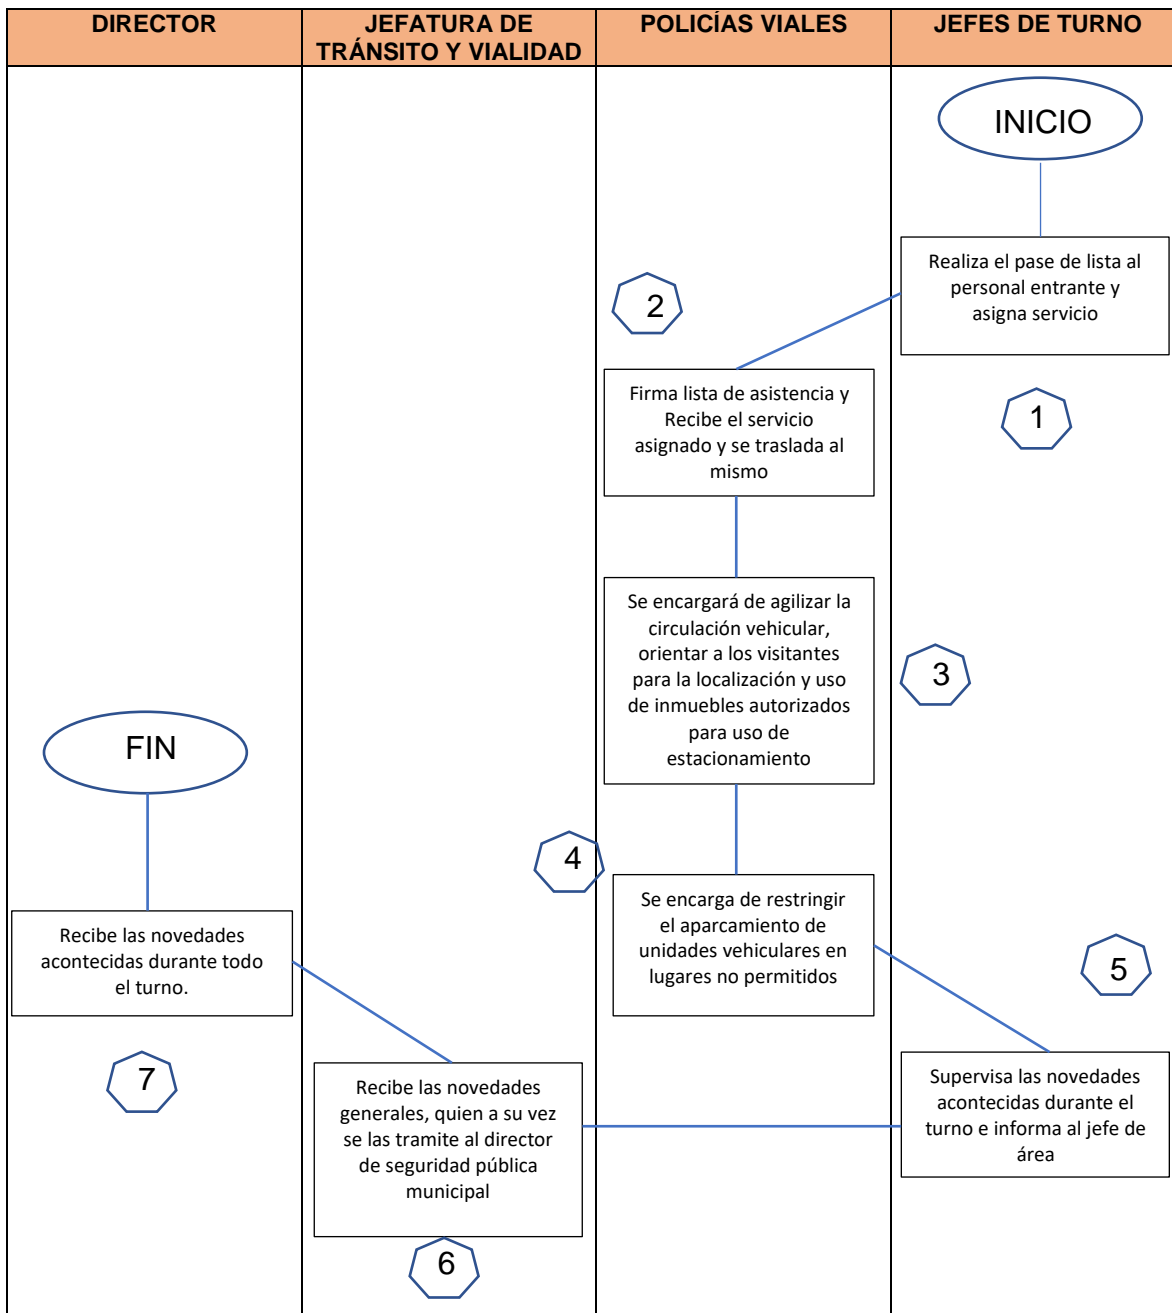 DIRECTOR
JEFATURA DE
TRÁNSITO Y VIALIDAD
POLICÍAS VIALES
JEFES DE TURNO
INICIO
Realiza el pase de lista al
personal entrante y
asigna servicio
1
2
Firma lista de asistencia y
Recibe el servicio
asignado y se traslada al
mismo
Se encargará de agilizar la
circulación vehicular,
orientar a los visitantes
para la localización y uso
de inmuebles autorizados
para uso de
estacionamiento
3
4
Se encarga de restringir
el aparcamiento de
unidades vehiculares en
lugares no permitidos
5
Supervisa las novedades
acontecidas durante el
turno e informa al jefe de
área
Recibe las novedades
generales, quien a su vez
se las tramite al director
de seguridad pública
municipal
6
Recibe las novedades
acontecidas durante todo
el turno.
7
FIN